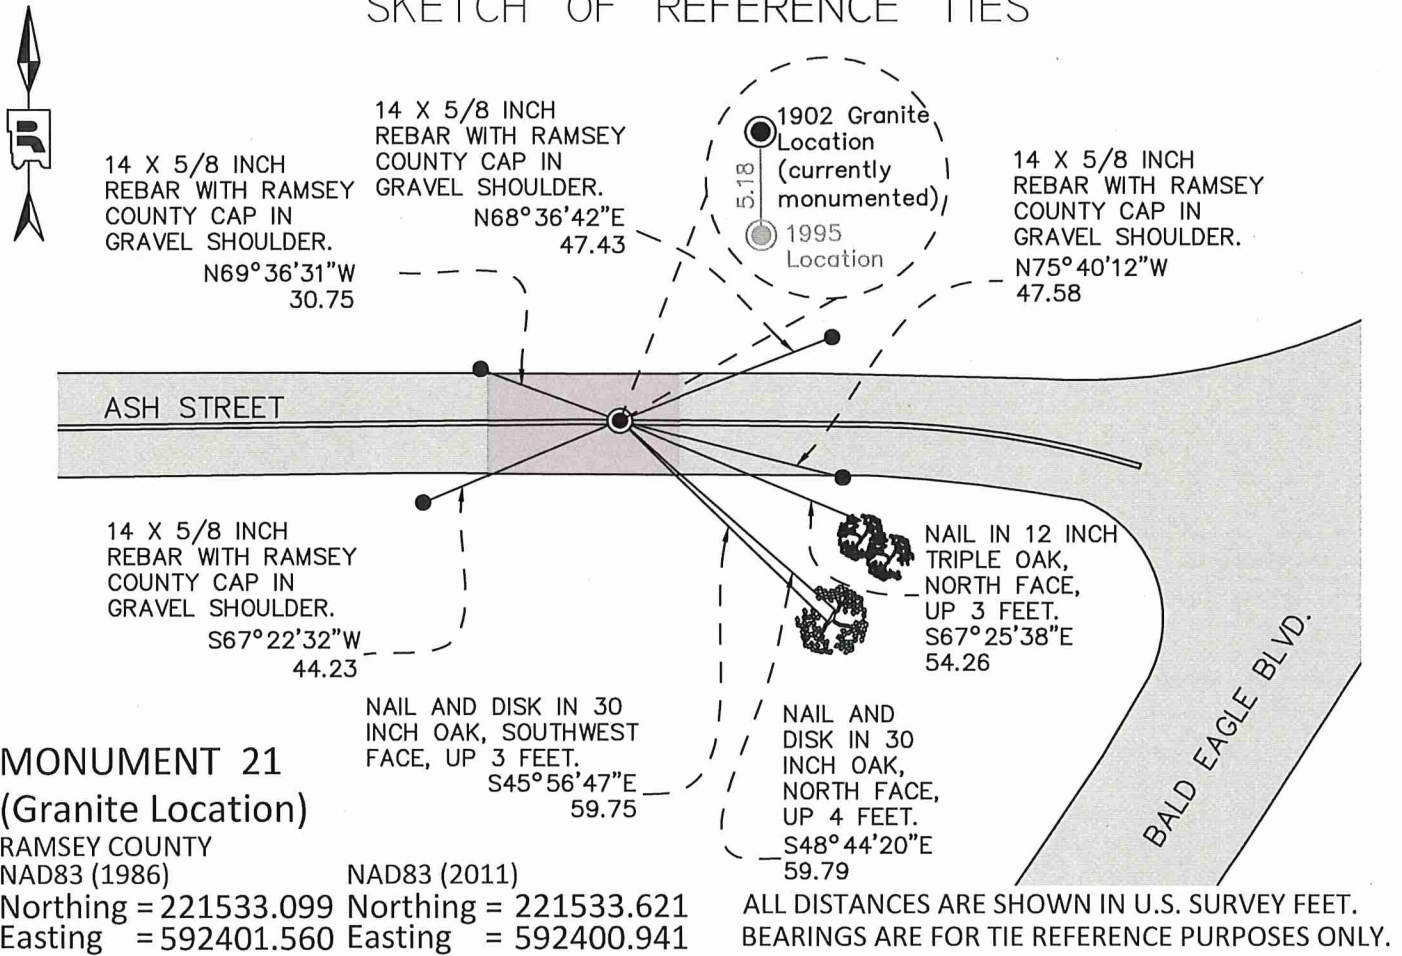 SKETCH OF REFERENCE TIES
R
14 X 5/8 INCH
REBAR WITH RAMSEY
COUNTY CAP IN
GRAVEL SHOULDER.
N69°36'31"W
30.75
14 X 5/8 INCH
REBAR WITH RAMSEY
COUNTY CAP IN
GRAVEL SHOULDER.
N68°36'42"E
47.43
1902 Granite
Location
(currently
monumented)
5.18
1995
Location
14 X 5/8 INCH
REBAR WITH RAMSEY
COUNTY CAP IN
GRAVEL SHOULDER.
N75°40'12"W
47.58
ASH STREET
14 X 5/8 INCH
REBAR WITH RAMSEY
COUNTY CAP IN
GRAVEL SHOULDER.
S67°22'32"W
44.23
NAIL IN 12 INCH
TRIPLE OAK,
NORTH FACE,
UP 3 FEET.
S67°25'38"E
54.26
NAIL AND DISK IN 30
INCH OAK, SOUTHWEST
FACE, UP 3 FEET.
S45°56'47"E
59.75
NAIL AND
DISK IN 30
INCH OAK,
NORTH FACE,
UP 4 FEET.
S48°44'20"E
59.79
BALD EAGLE BLVD.
MONUMENT 21
(Granite Location)
RAMSEY COUNTY
NAD83 (1986)
Northing = 221533.099
Easting = 592401.560
NAD83 (2011)
Northing = 221533.621
Easting = 592400.941
ALL DISTANCES ARE SHOWN IN U.S. SURVEY FEET.
BEARINGS ARE FOR TIE REFERENCE PURPOSES ONLY.